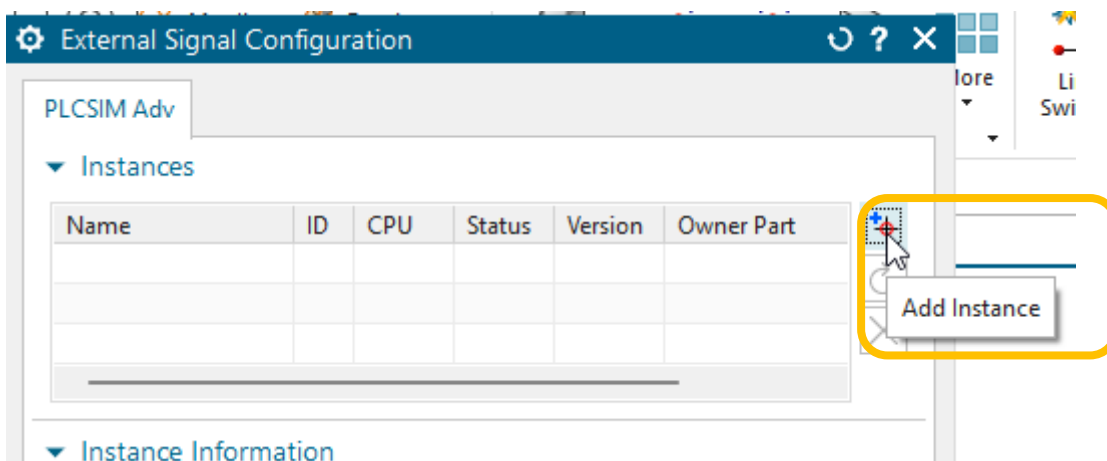 External Signal Configuration
?
PLCSIM Adv
Instances
Name ID CPU Status Version Owner Part
Add Instance
Instance Information